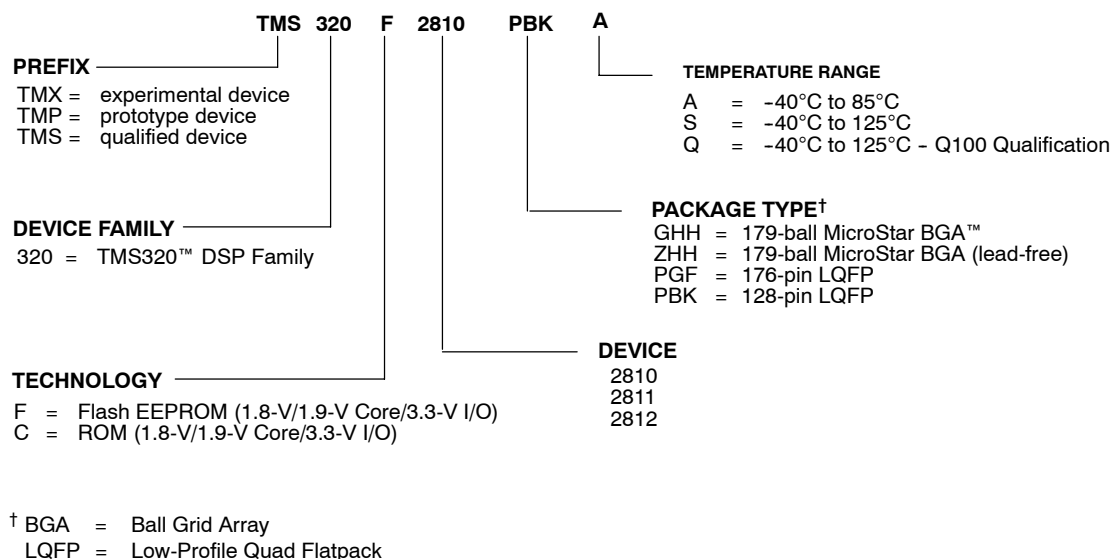 TMS 320 F 2810 PBK A
PREFIX
TMX = experimental device
TMP = prototype device
TMS = qualified device
TEMPERATURE RANGE
A = -40°C to 85°C
S = -40°C to 125°C
Q = -40°C to 125°C - Q100 Qualification
DEVICE FAMILY
320 = TMS320™ DSP Family
PACKAGE TYPE†
GHH = 179-ball MicroStar BGA™
ZHH = 179-ball MicroStar BGA (lead-free)
PGF = 176-pin LQFP
PBK = 128-pin LQFP
TECHNOLOGY
F = Flash EEPROM (1.8-V/1.9-V Core/3.3-V I/O)
C = ROM (1.8-V/1.9-V Core/3.3-V I/O)
DEVICE
2810
2811
2812
† BGA = Ball Grid Array
LQFP = Low-Profile Quad Flatpack